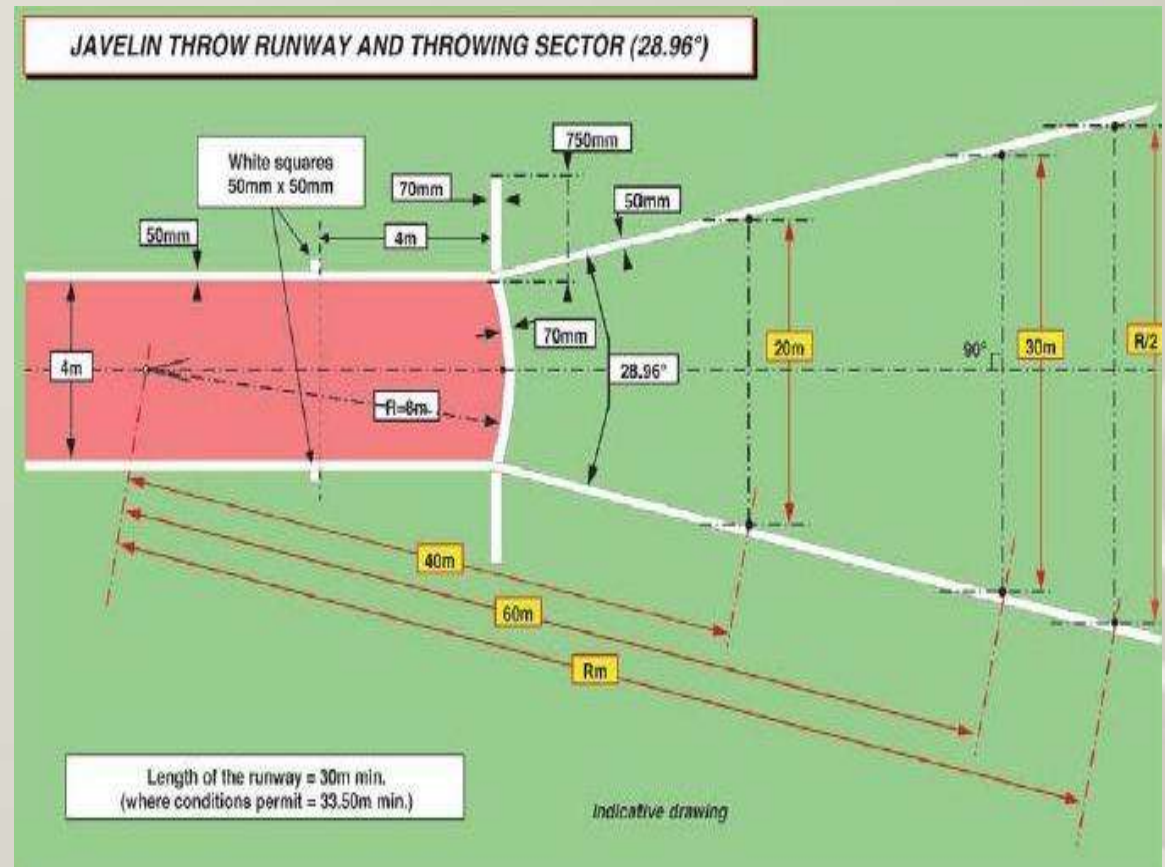 JAVELIN THROW RUNWAY AND THROWING SECTOR (28.96°)
750mm
White squares
50mm x 50mm
70mm
50mm
50mm
4m
70mm
4m
28.96°
20m
90°
30m
R/2
R=8m
40m
60m
Rm
Length of the runway = 30m min.
(where conditions permit = 33.50m min.)
Indicative drawing